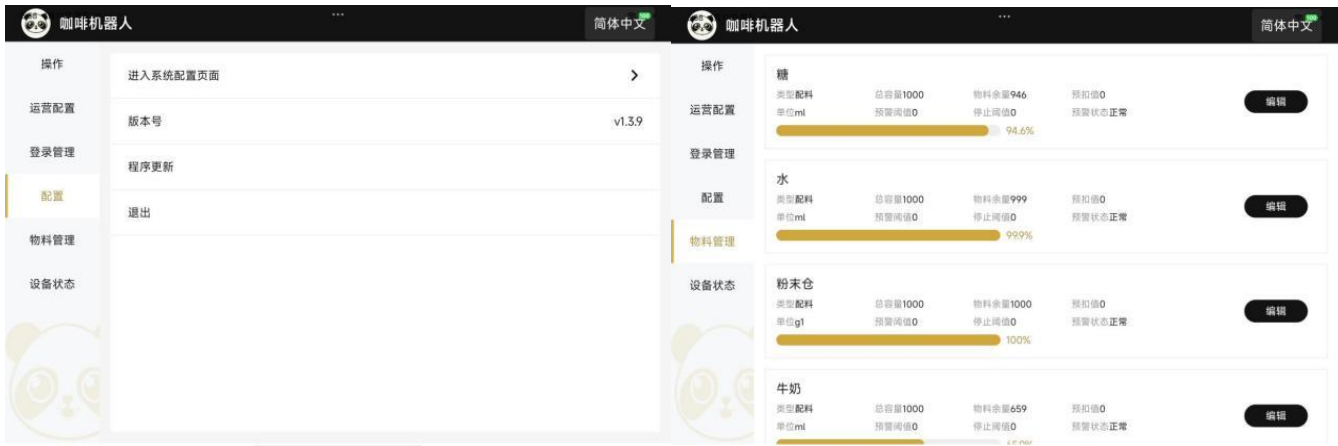 咖啡机器人
...
简体中文
100
操作
运营配置
登录管理
配置
物料管理
设备状态
进入系统配置页面
版本号 v1.3.9
程序更新
退出
咖啡机器人
...
简体中文
100
操作
运营配置
登录管理
配置
物料管理
设备状态
糖
类型配料 总容量1000 物料余量946 预扣值0
单位ml 预警阈值0 停止阈值0 预警状态正常
94.6%
编辑
水
类型配料 总容量1000 物料余量999 预扣值0
单位ml 预警阈值0 停止阈值0 预警状态正常
99.9%
编辑
粉末仓
类型配料 总容量1000 物料余量1000 预扣值0
单位g1 预警阈值0 停止阈值0 预警状态正常
100%
编辑
牛奶
类型配料 总容量1000 物料余量659 预扣值0
单位ml 预警阈值0 停止阈值0 预警状态正常
编辑